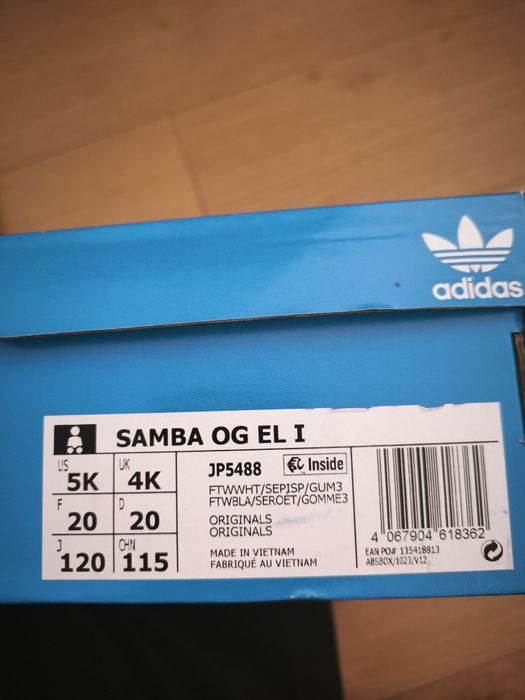 adidas
SAMBA OG EL I
US 5K UK 4K
F 20 D 20
J 120 CHN 115
JP5488 Inside
FTWWHT/SEPISP/GUM3
FTWBLA/SEROET/GOMME3
ORIGINALS
ORIGINALS
MADE IN VIETNAM
FABRIQUÉ AU VIETNAM
4 067904 618362
EAN PO# 135418813
ABSBOX/1023/V12